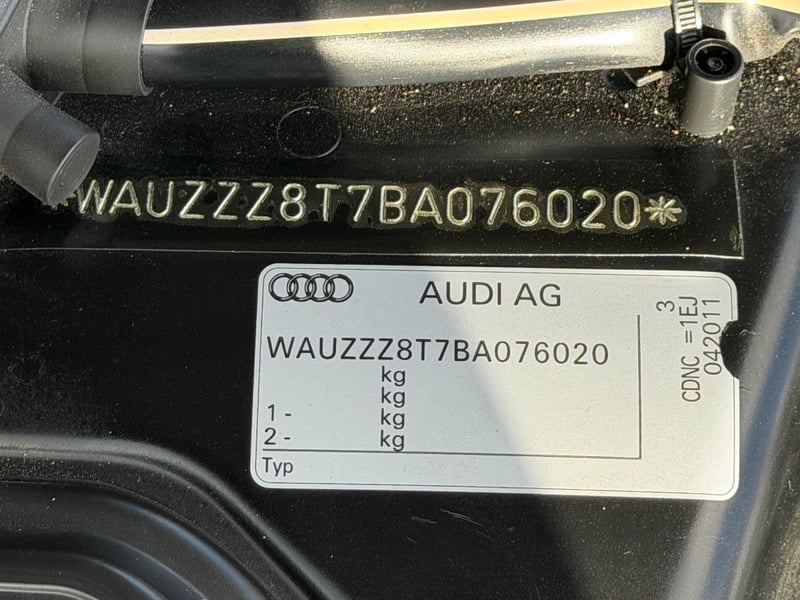 *WAUZZZ8T7BA076020*
AUDI AG
WAUZZZ8T7BA076020
kg
kg
1 - kg
2 - kg
Typ
3
CDNC =1EJ
042011